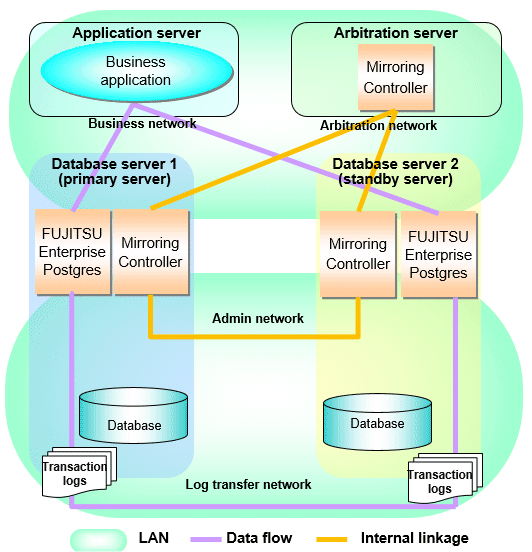 Application server
Business
application
Arbitration server
Mirroring
Controller
Business network
Arbitration network
Database server 1
(primary server)
Database server 2
(standby server)
FUJITSU
Enterprise
Postgres
Mirroring
Controller
Mirroring
Controller
FUJITSU
Enterprise
Postgres
Admin network
Database
Database
Transaction
logs
Transaction
logs
Log transfer network
LAN
Data flow
Internal linkage